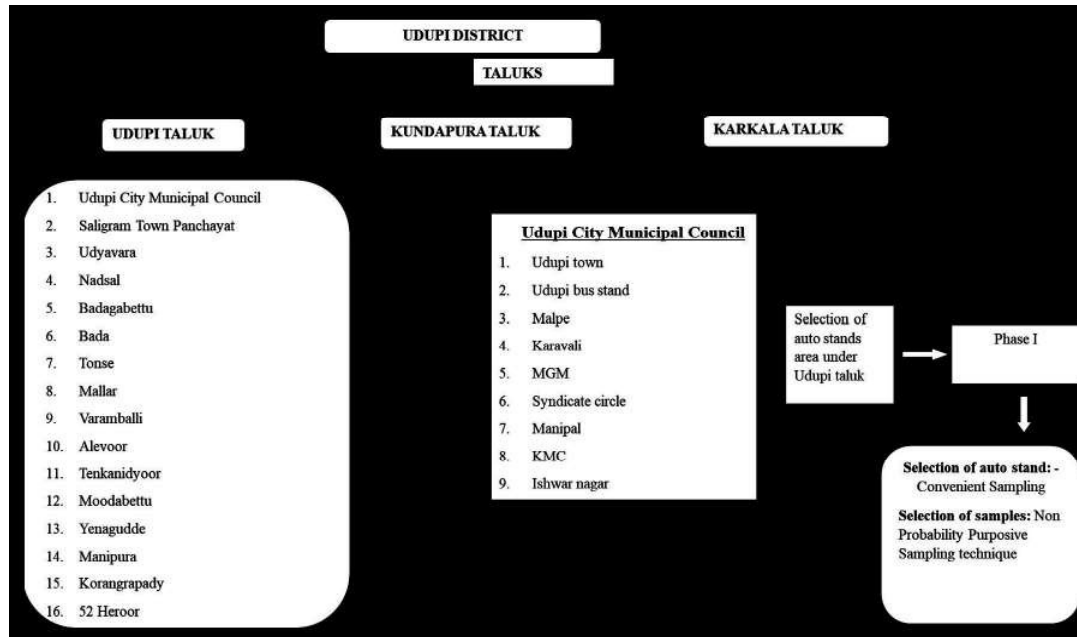 UDUPI DISTRICT
TALUKS
UDUPI TALUK
KUNDAPURA TALUK
KARKALA TALUK
1. Udupi City Municipal Council
2. Saligram Town Panchayat
3. Udyavara
4. Nadsal
5. Badagabettu
6. Bada
7. Tonse
8. Mallar
9. Varamballi
10. Alevoor
11. Tenkanidyoor
12. Moodabettu
13. Yenagudde
14. Manipura
15. Korangrapady
16. 52 Heroor
Udupi City Municipal Council
1. Udupi town
2. Udupi bus stand
3. Malpe
4. Karavali
5. MGM
6. Syndicate circle
7. Manipal
8. KMC
9. Ishwar nagar
Selection of
auto stands
area under
Udupi taluk
Phase I
Selection of auto stand: -
Convenient Sampling
Selection of samples: Non
Probability Purposive
Sampling technique